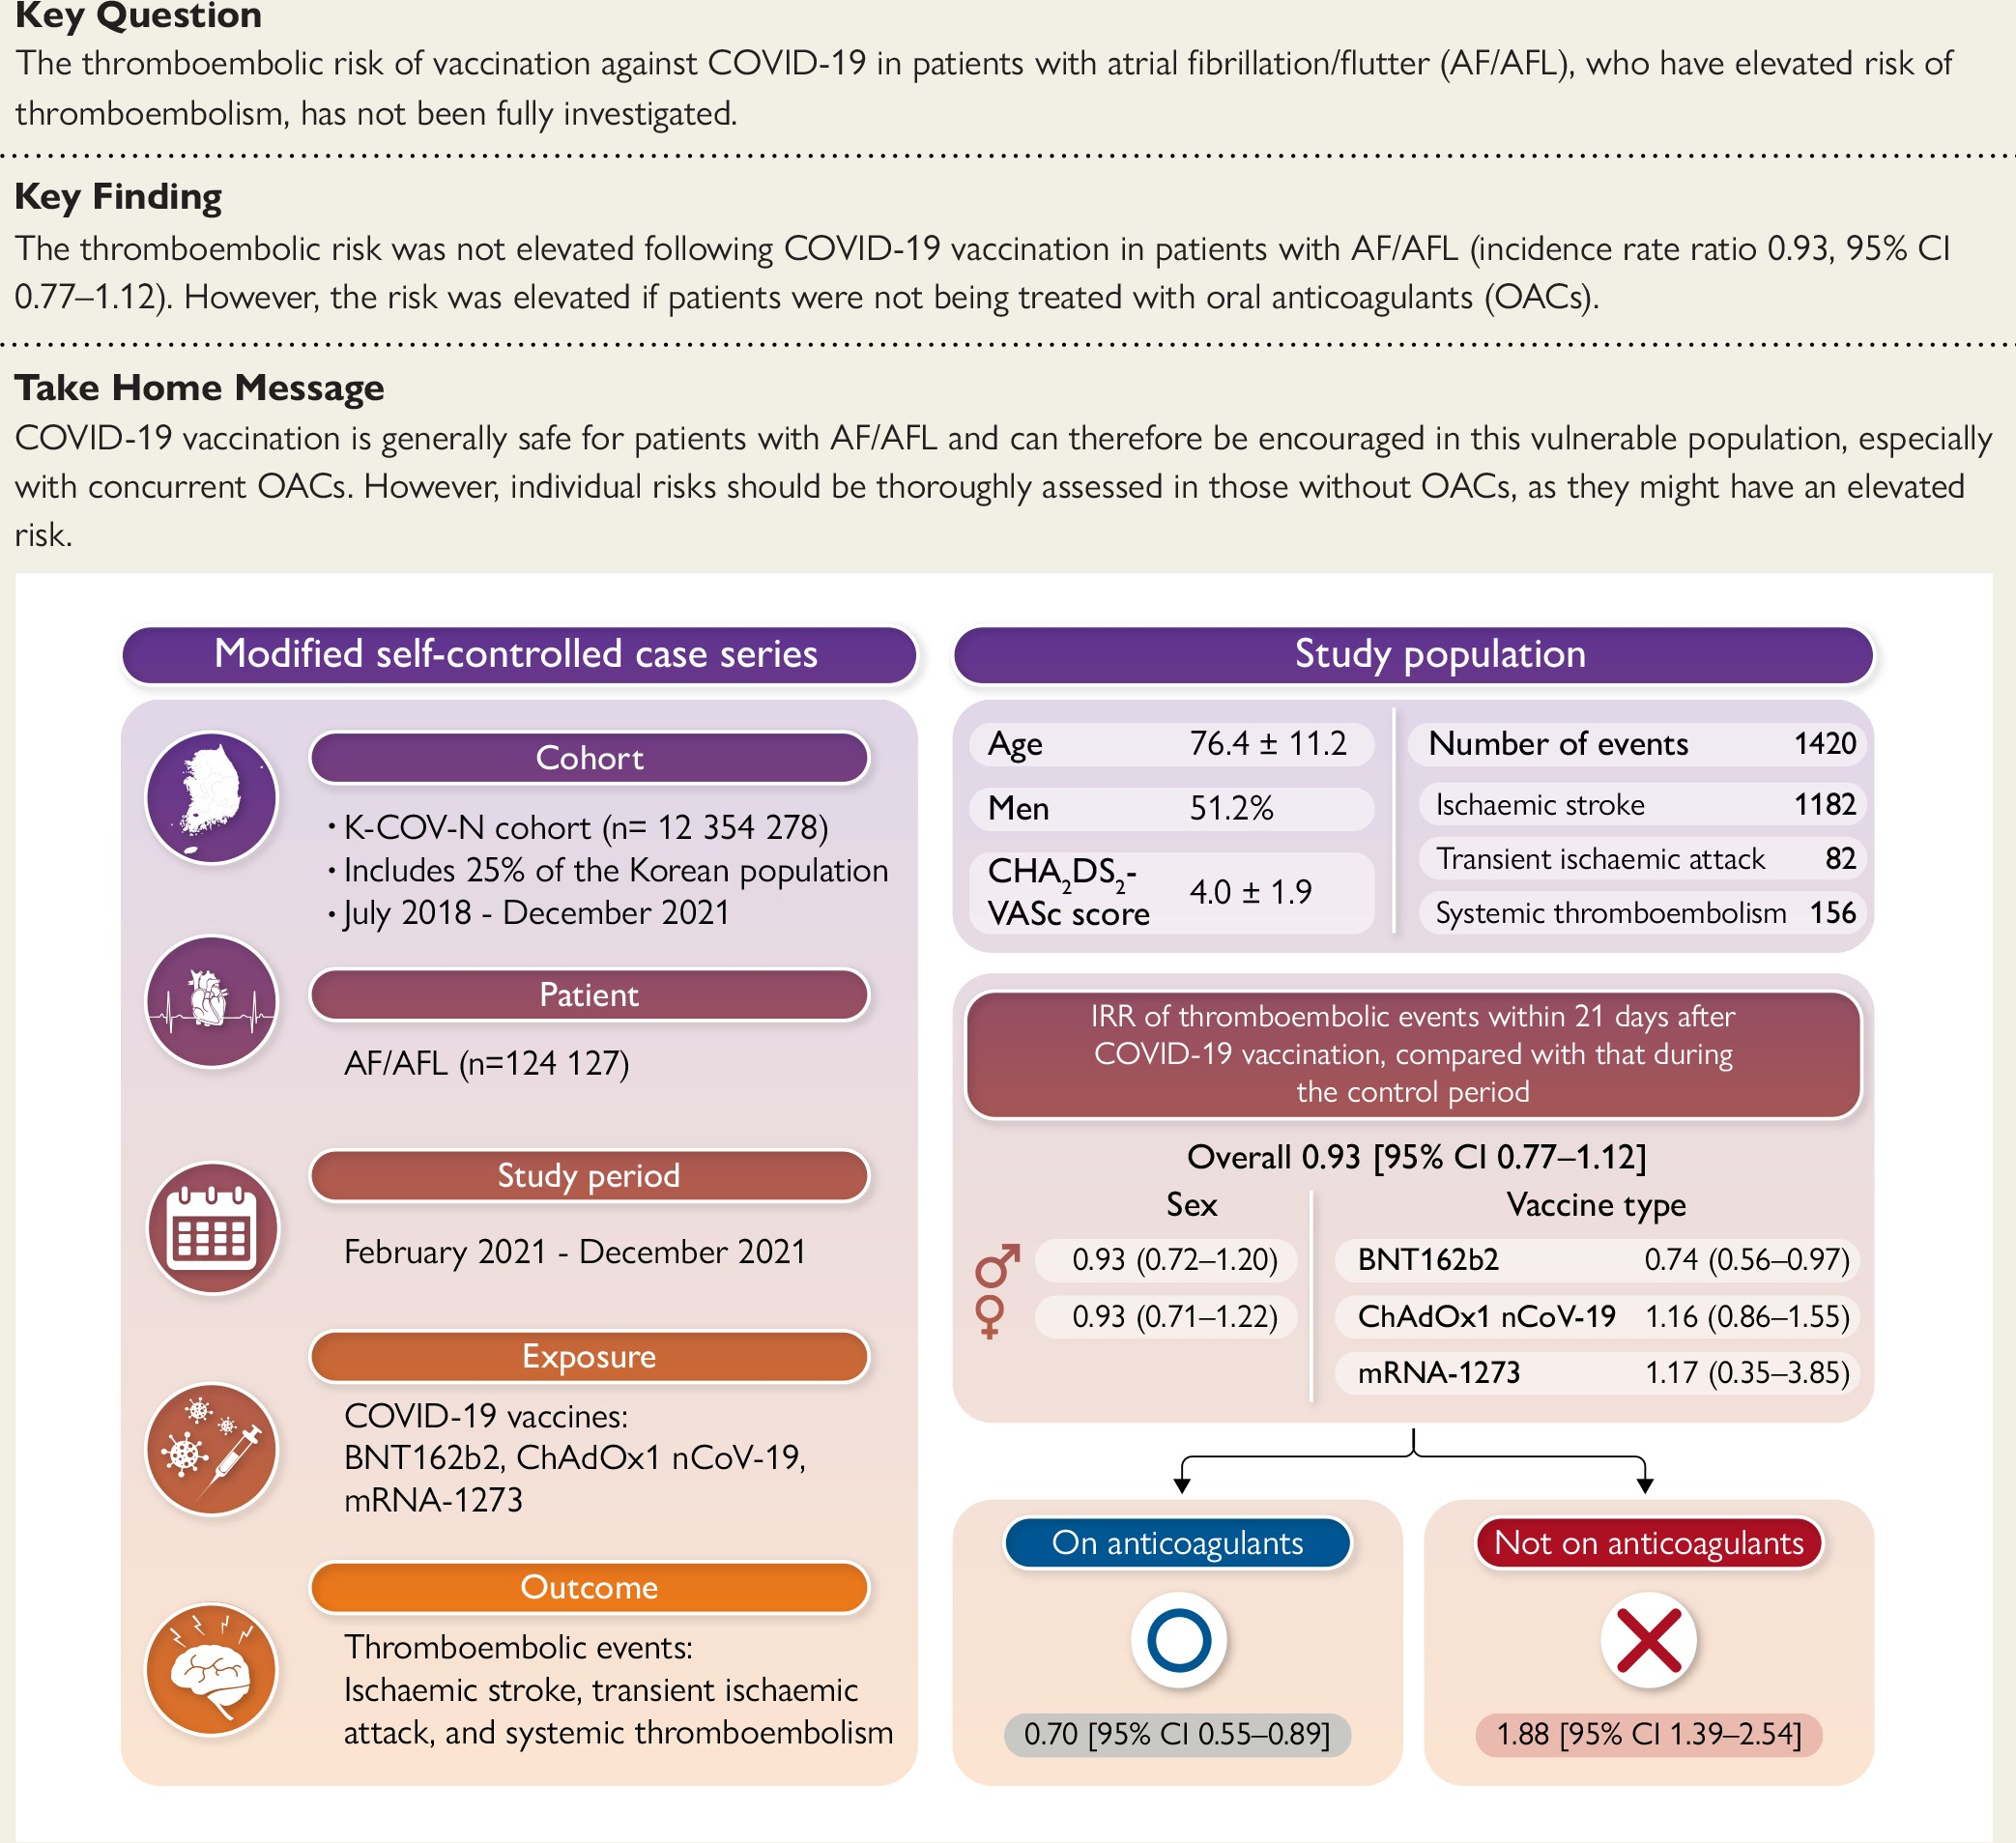 Key Question
The thromboembolic risk of vaccination against COVID-19 in patients with atrial fibrillation/flutter (AF/AFL), who have elevated risk of
thromboembolism, has not been fully investigated.
Key Finding
The thromboembolic risk was not elevated following COVID-19 vaccination in patients with AF/AFL (incidence rate ratio 0.93, 95% CI
0.77–1.12). However, the risk was elevated if patients were not being treated with oral anticoagulants (OACs).
Take Home Message
COVID-19 vaccination is generally safe for patients with AF/AFL and can therefore be encouraged in this vulnerable population, especially
with concurrent OACs. However, individual risks should be thoroughly assessed in those without OACs, as they might have an elevated
risk.
Modified self-controlled case series
Cohort
• K-COV-N cohort (n= 12 354 278)
• Includes 25% of the Korean population
• July 2018 - December 2021
Patient
AF/AFL (n=124 127)
Study period
February 2021 - December 2021
Exposure
COVID-19 vaccines:
BNT162b2, ChAdOx1 nCoV-19,
mRNA-1273
Outcome
Thromboembolic events:
Ischaemic stroke, transient ischaemic
attack, and systemic thromboembolism
Study population
Age 76.4 ± 11.2
Men 51.2%
CHA₂DS₂-
VASc score 4.0 ± 1.9
Number of events 1420
Ischaemic stroke 1182
Transient ischaemic attack 82
Systemic thromboembolism 156
IRR of thromboembolic events within 21 days after
COVID-19 vaccination, compared with that during
the control period
Overall 0.93 [95% CI 0.77–1.12]
Sex
♂ 0.93 (0.72–1.20)
♀ 0.93 (0.71–1.22)
Vaccine type
BNT162b2 0.74 (0.56–0.97)
ChAdOx1 nCoV-19 1.16 (0.86–1.55)
mRNA-1273 1.17 (0.35–3.85)
On anticoagulants
0.70 [95% CI 0.55–0.89]
Not on anticoagulants
1.88 [95% CI 1.39–2.54]